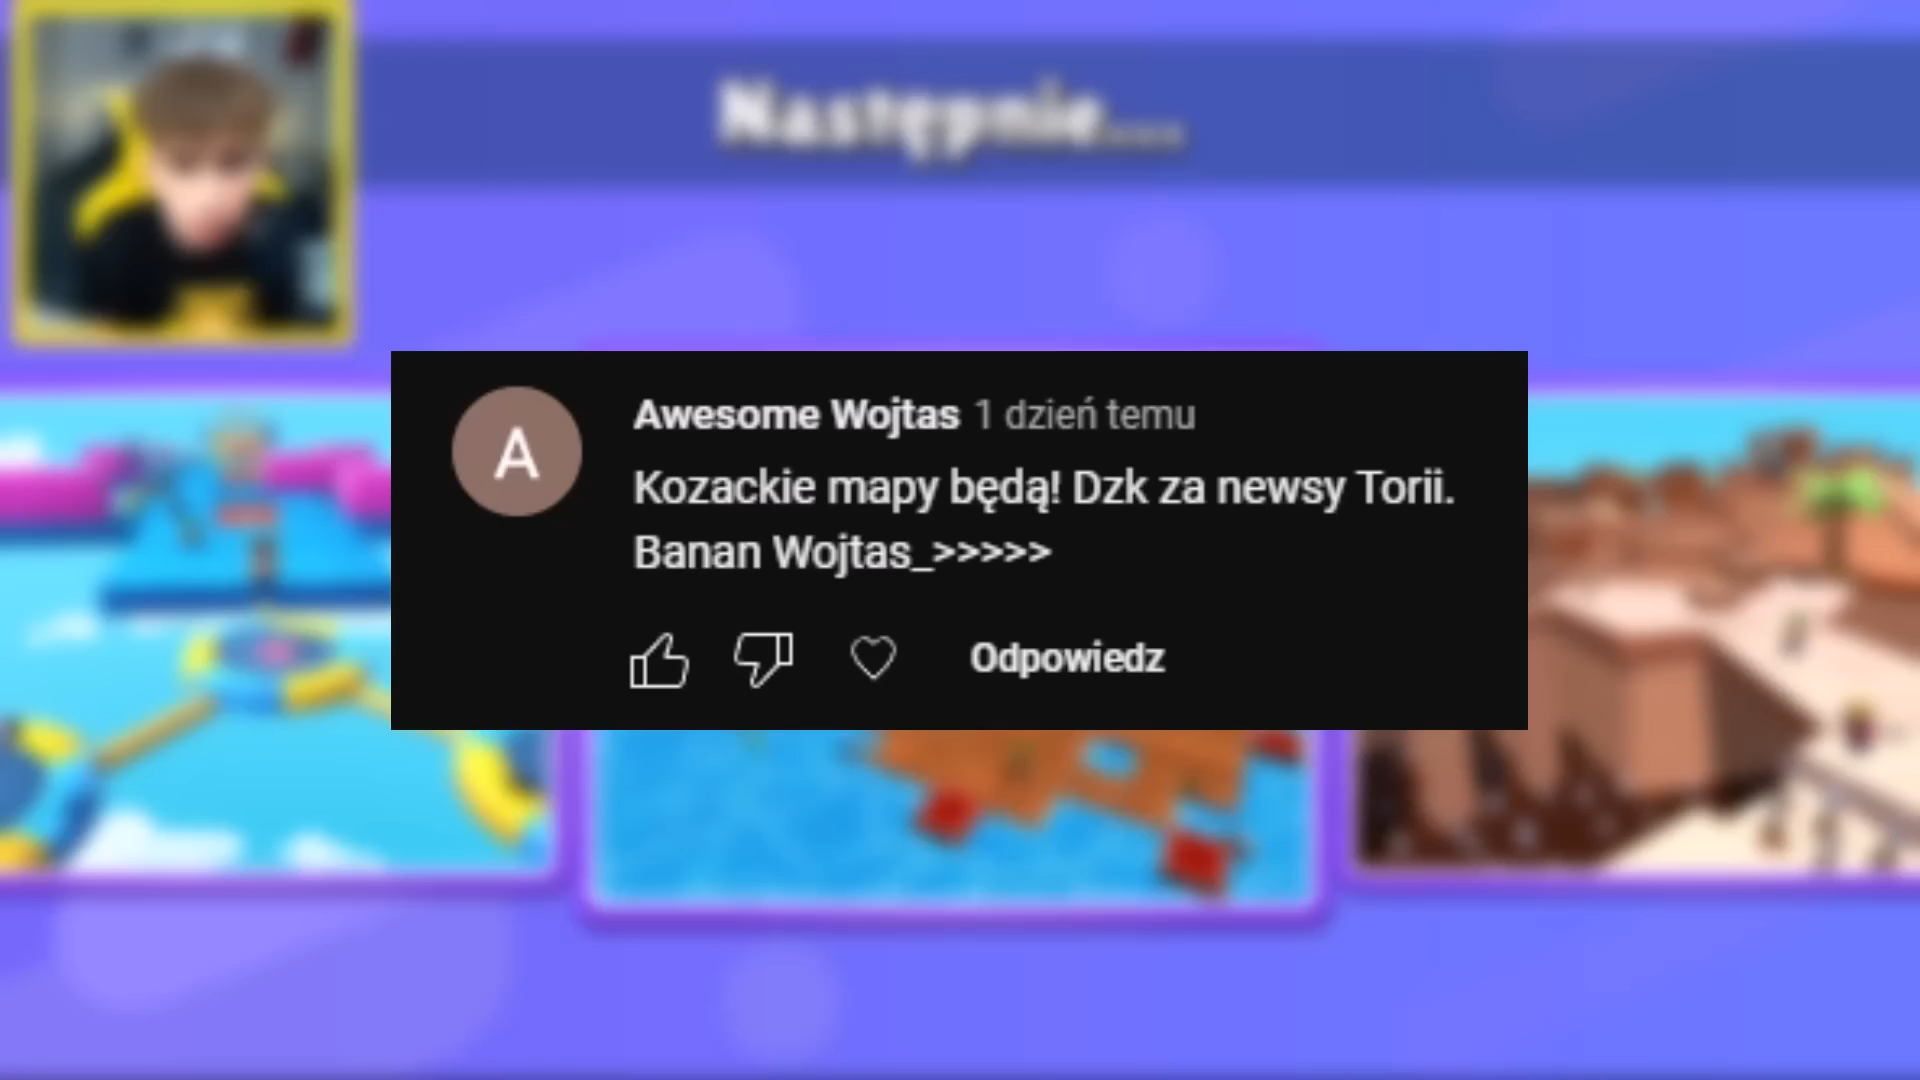 Następnie...
A
Awesome Wojtas 1 dzień temu
Kozackie mapy będą! Dzk za newsy Torii.
Banan Wojtas_>>>>>
Odpowiedz